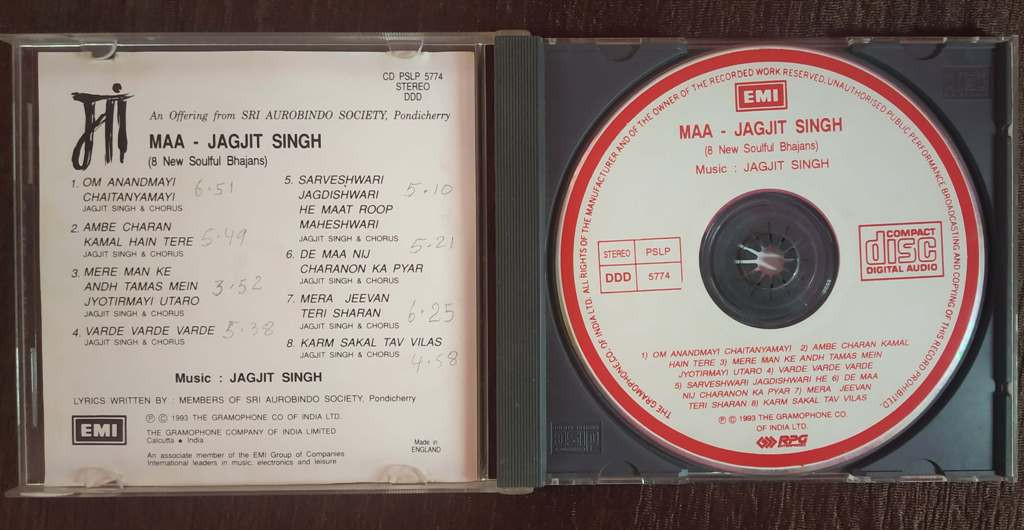 माँ
CD PSLP 5774
STEREO
DDD
An Offering from SRI AUROBINDO SOCIETY, Pondicherry
MAA - JAGJIT SINGH
(8 New Soulful Bhajans)
1. OM ANANDMAYI
CHAITANYAMAYI 6.51
JAGJIT SINGH & CHORUS
2. AMBE CHARAN
KAMAL HAIN TERE 5.49
JAGJIT SINGH & CHORUS
3. MERE MAN KE
ANDH TAMAS MEIN 3.52
JYOTIRMAYI UTARO
JAGJIT SINGH & CHORUS
4. VARDE VARDE VARDE 5.38
JAGJIT SINGH & CHORUS
5. SARVESHWARI
JAGDISHWARI 5.10
HE MAAT ROOP
MAHESHWARI
JAGJIT SINGH & CHORUS
5.21
6. DE MAA NIJ
CHARANON KA PYAR
JAGJIT SINGH & CHORUS
7. MERA JEEVAN
TERI SHARAN 6.25
JAGJIT SINGH & CHORUS
8. KARM SAKAL TAV VILAS
JAGJIT SINGH & CHORUS
4.58
Music : JAGJIT SINGH
LYRICS WRITTEN BY : MEMBERS OF SRI AUROBINDO SOCIETY, Pondicherry
EMI
℗ © 1993 THE GRAMOPHONE CO OF INDIA LTD.
THE GRAMOPHONE COMPANY OF INDIA LIMITED
Calcutta • India
An associate member of the EMI Group of Companies
International leaders in music, electronics and leisure
Made in
ENGLAND
ALL RIGHTS OF THE MANUFACTURER AND OF THE OWNER OF THE RECORDED WORK RESERVED. UNAUTHORISED PUBLIC PERFORMANCE BROADCASTING AND COPYING OF THIS RECORD PROHIBITED.
THE GRAMOPHONE.CO. OF INDIA LTD.
EMI
MAA - JAGJIT SINGH
(8 New Soulful Bhajans)
Music : JAGJIT SINGH
STEREO PSLP
DDD 5774
COMPACT
disc
DIGITAL AUDIO
1) OM ANANDMAYI CHAITANYAMAYI 2) AMBE CHARAN KAMAL
HAIN TERE 3) MERE MAN KE ANDH TAMAS MEIN
JYOTIRMAYI UTARO 4) VARDE VARDE VARDE
5) SARVESHWARI JAGDISHWARI HE 6) DE MAA
NIJ CHARANON KA PYAR 7) MERA JEEVAN
TERI SHARAN 8) KARM SAKAL TAV VILAS
℗ © 1993 THE GRAMOPHONE CO.
OF INDIA LTD.
RPG